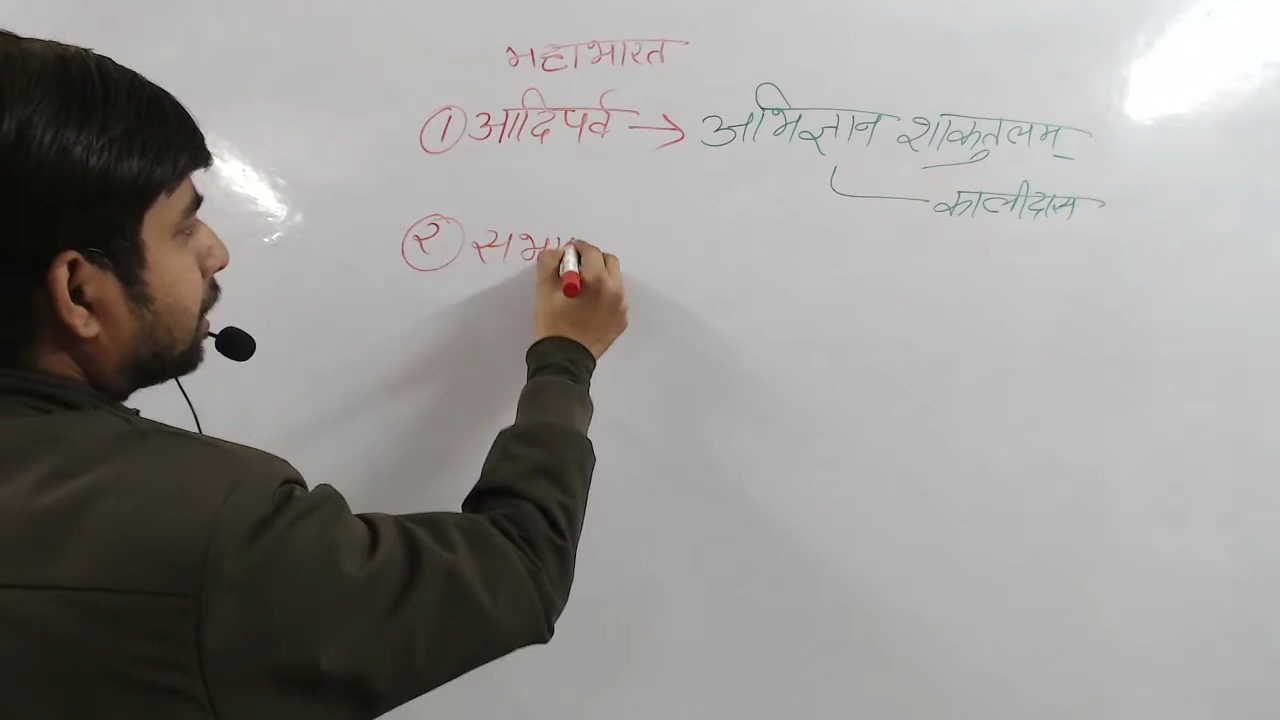 महाभारत
① आदिपर्व → अभिज्ञान शाकुतलम्
कालीदास
② सभा